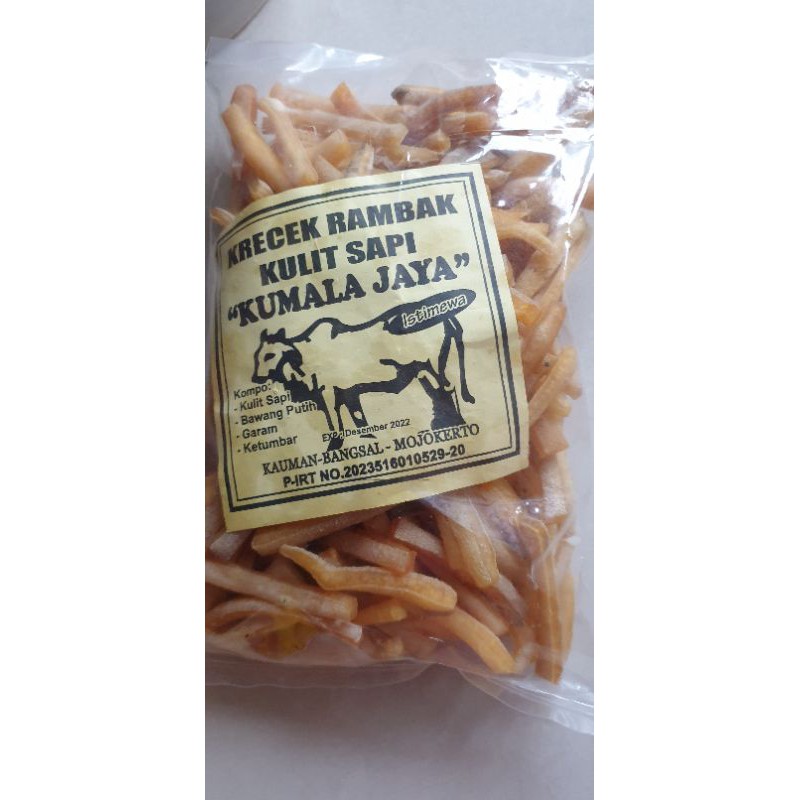 KRECEK RAMBAK
KULIT SAPI
"KUMALA JAYA"
istimewa
Kompo:
- Kulit Sapi
- Bawang Putih
- Garam
- Ketumbar
EXP: Desember 2022
KAUMAN-BANGSAL - MOJOKERTO
P-IRT NO.2023516010529-20